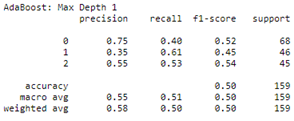 AdaBoost: Max Depth 1
precision recall f1-score support
0 0.75 0.40 0.52 68
1 0.35 0.61 0.45 46
2 0.55 0.53 0.54 45
accuracy 0.50 159
macro avg 0.55 0.51 0.50 159
weighted avg 0.58 0.50 0.50 159